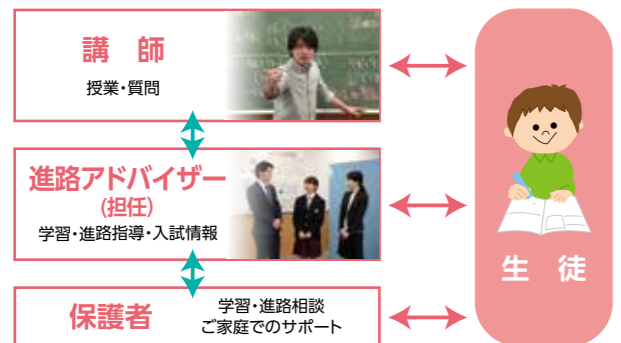 講 師
授業・質問
進路アドバイザー
(担任)
学習・進路指導・入試情報
保護者
学習・進路相談
ご家庭でのサポート
生 徒